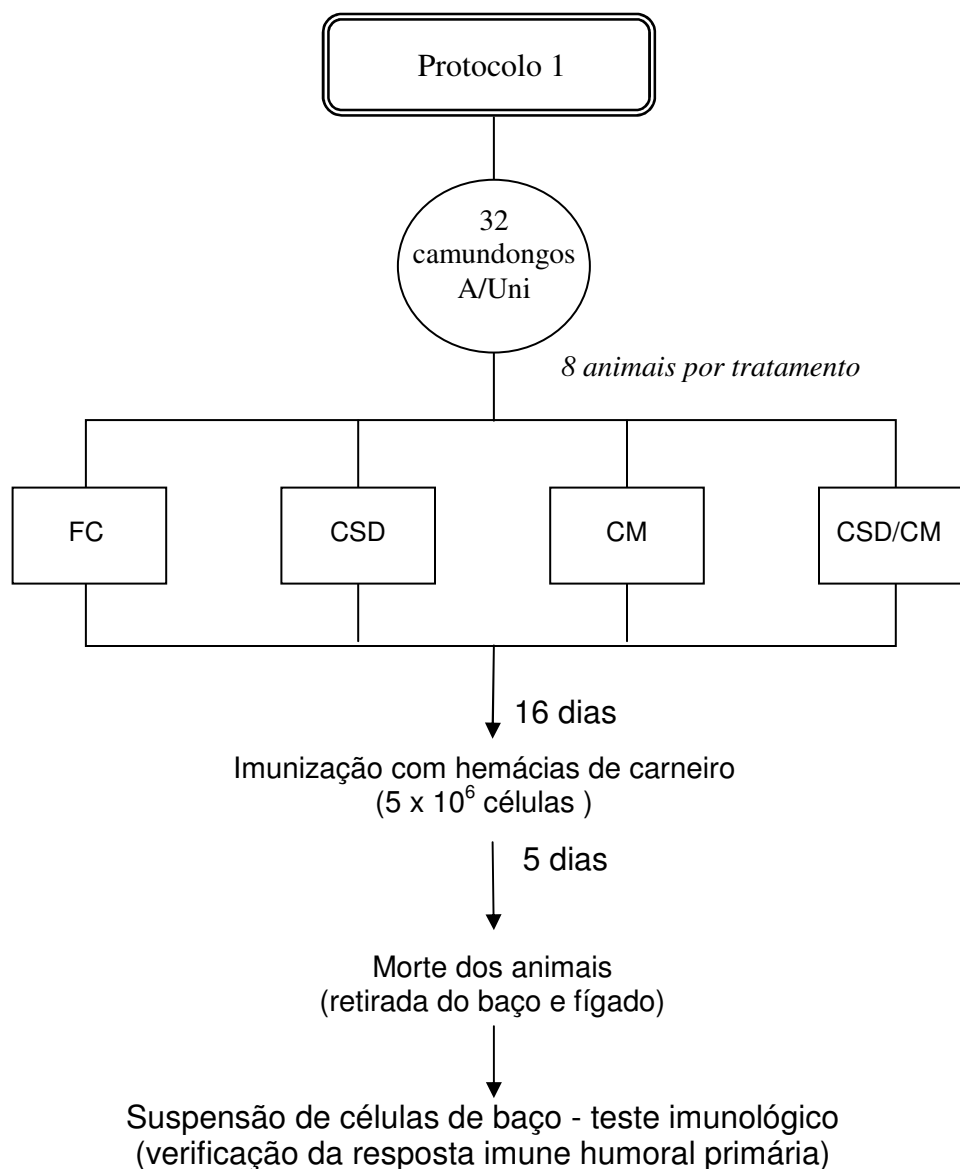 Protocolo 1
32
camundongos
A/Uni
8 animais por tratamento
FC
CSD
CM
CSD/CM
16 dias
Imunização com hemácias de carneiro
(5 x 10⁶ células )
5 dias
Morte dos animais
(retirada do baço e fígado)
Suspensão de células de baço - teste imunológico
(verificação da resposta imune humoral primária)